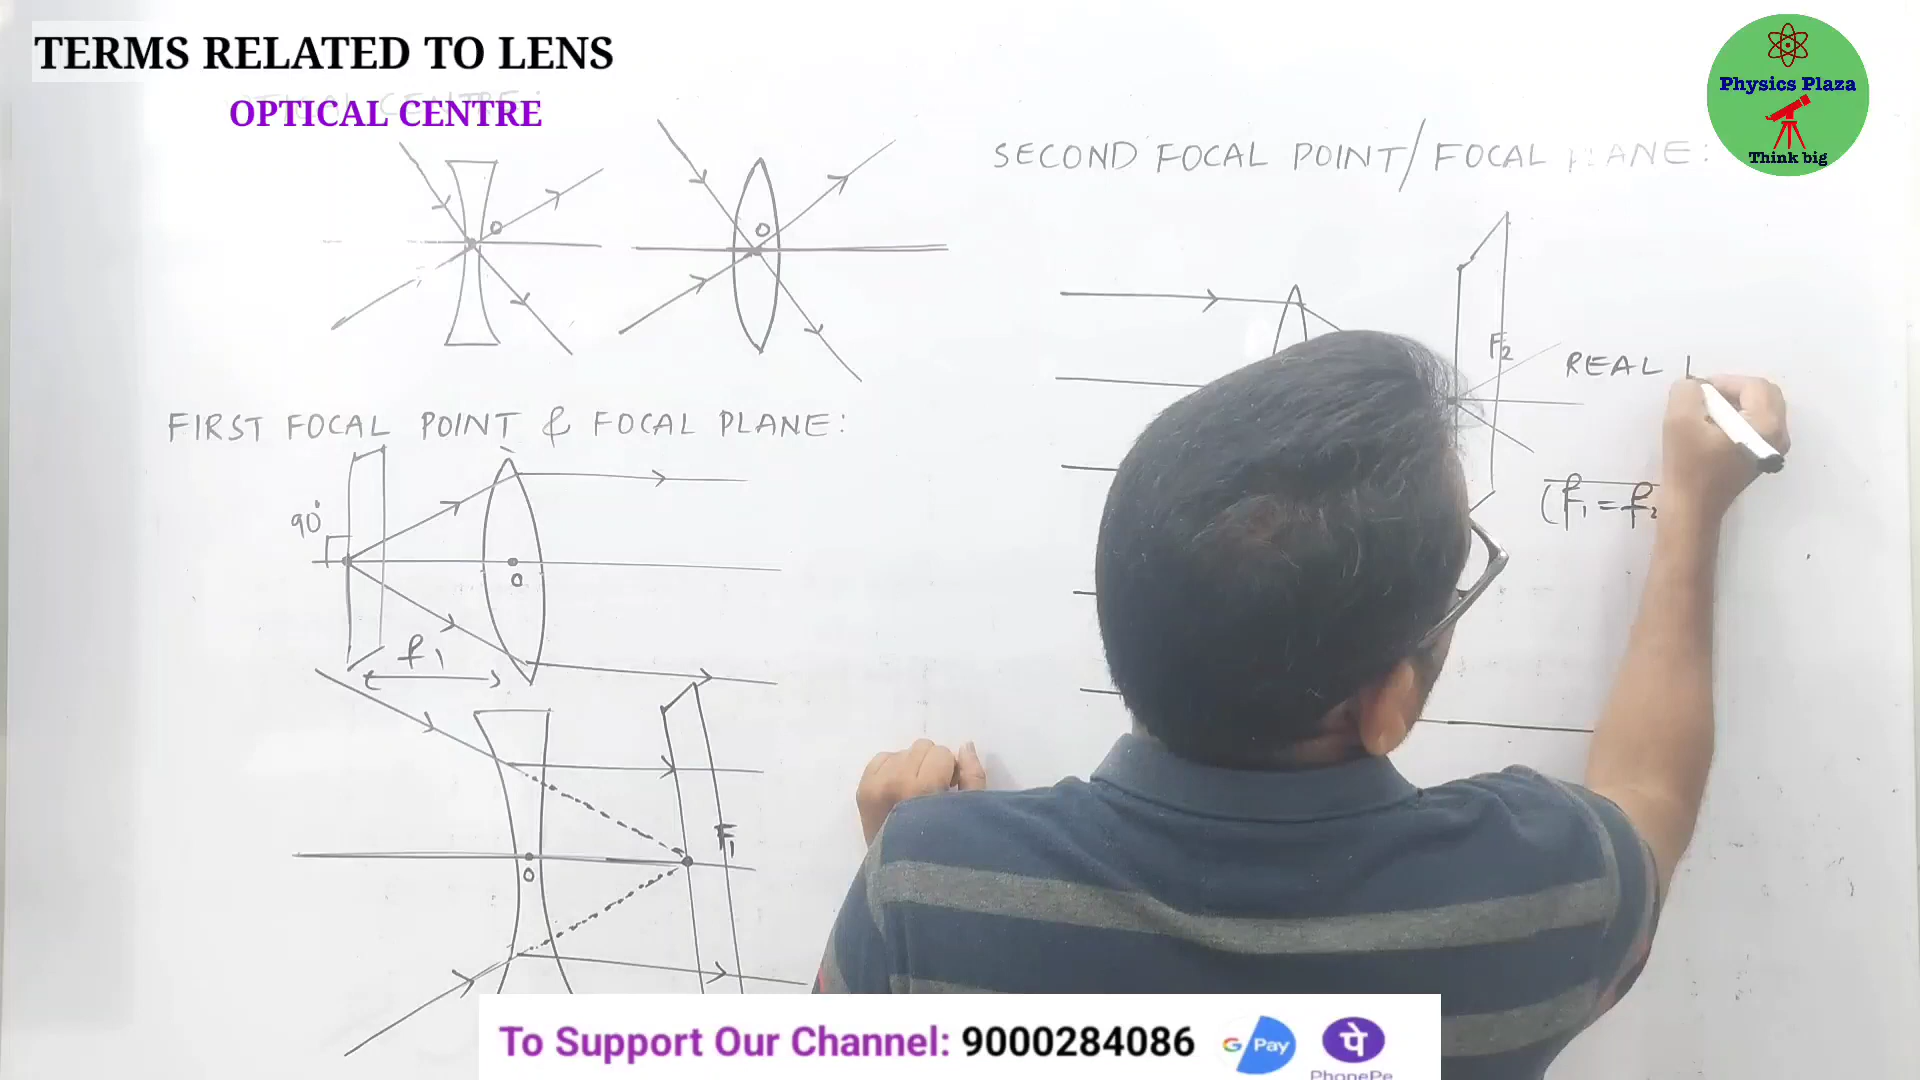 TERMS RELATED TO LENS
OPTICAL CENTRE
Physics Plaza
Think big
SECOND FOCAL POINT/FOCAL PLANE:
O
O
F2
REAL
(f1 = f2
FIRST FOCAL POINT & FOCAL PLANE:
90°
O
f1
F1
O
To Support Our Channel: 9000284086
G Pay
पे
PhonePe